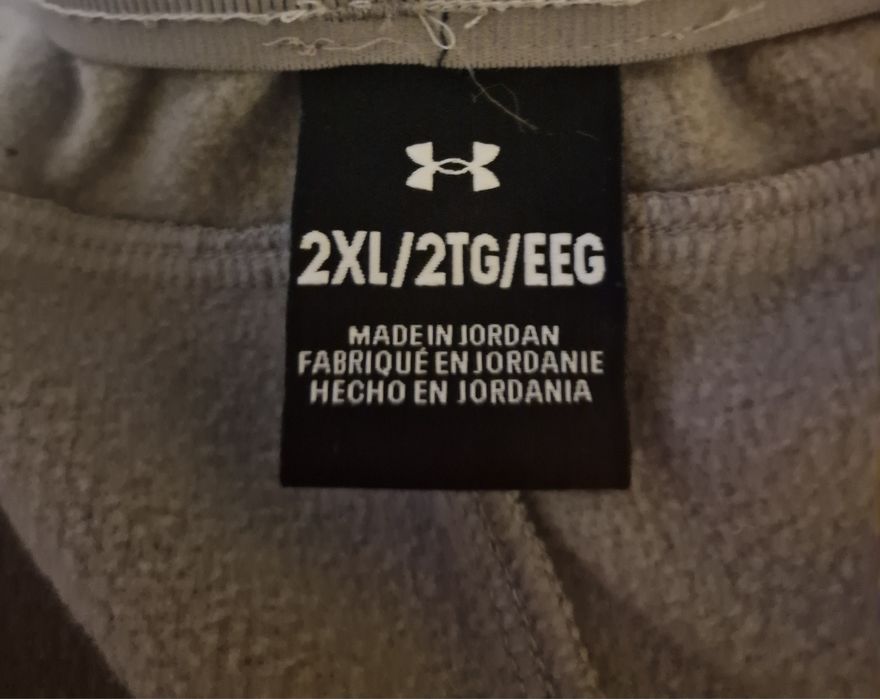 2XL/2TG/EEG
MADE IN JORDAN
FABRIQUÉ EN JORDANIE
HECHO EN JORDANIA